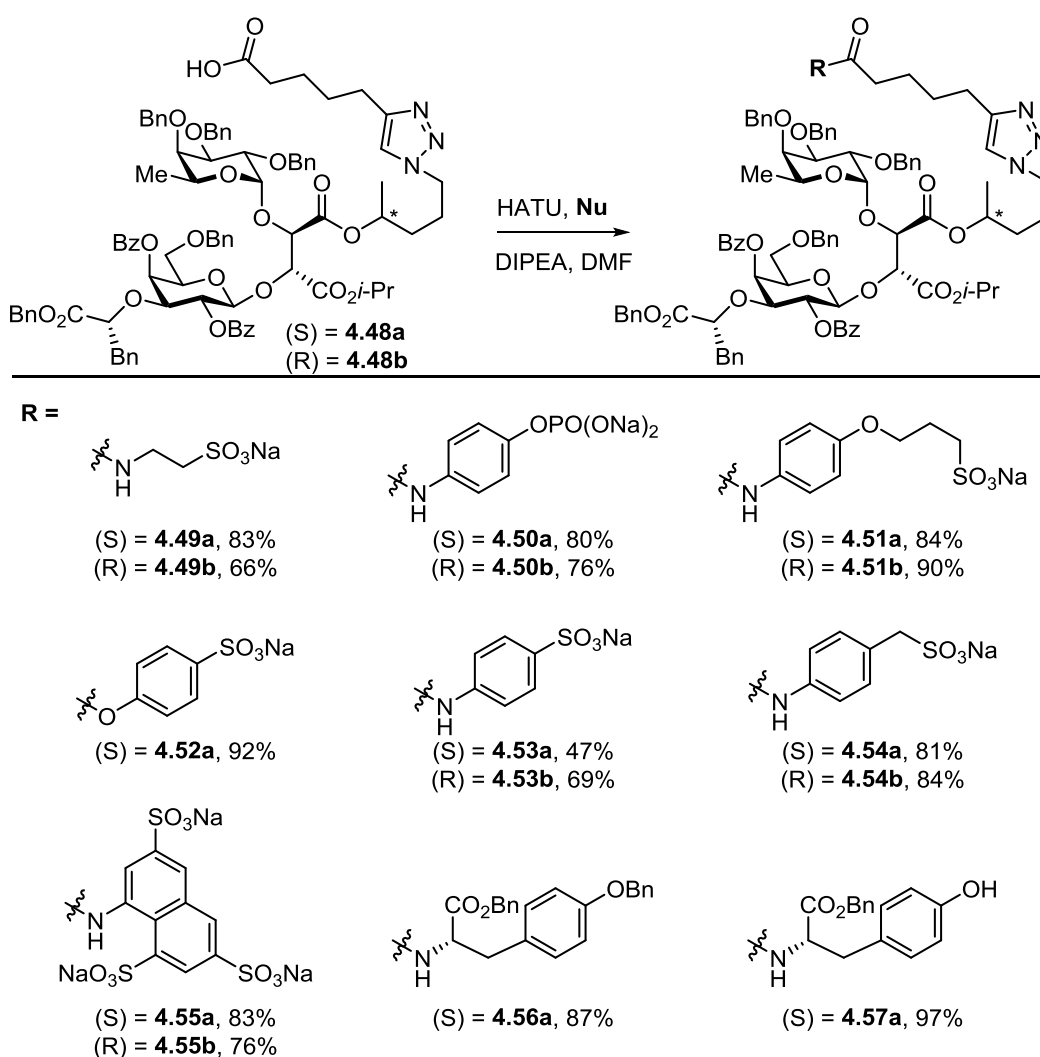 O
HO
N
N
N
BnO
OBn
OBn
Me
O
O
O
O
*
BzO
OBn
O
O
CO2i-Pr
BnO2C
O
OBz
Bn
(S) = 4.48a
(R) = 4.48b
HATU, Nu
DIPEA, DMF
O
R
N
N
N
BnO
OBn
OBn
Me
O
O
O
O
*
BzO
OBn
O
O
CO2i-Pr
BnO2C
O
OBz
Bn
R =
N
H
SO3Na
(S) = 4.49a, 83%
(R) = 4.49b, 66%
OPO(ONa)2
N
H
(S) = 4.50a, 80%
(R) = 4.50b, 76%
O
SO3Na
N
H
(S) = 4.51a, 84%
(R) = 4.51b, 90%
SO3Na
O
(S) = 4.52a, 92%
SO3Na
N
H
(S) = 4.53a, 47%
(R) = 4.53b, 69%
SO3Na
N
H
(S) = 4.54a, 81%
(R) = 4.54b, 84%
SO3Na
N
H
NaO3S
SO3Na
(S) = 4.55a, 83%
(R) = 4.55b, 76%
CO2Bn
OBn
N
H
(S) = 4.56a, 87%
CO2Bn
OH
N
H
(S) = 4.57a, 97%